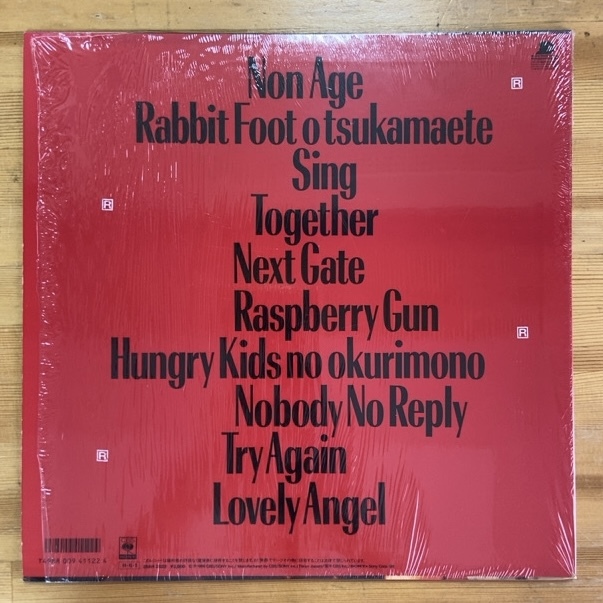 Non Age
Rabbit Foot o tsukamaete
Sing
Together
Next Gate
Raspberry Gun
Hungry Kids no okurimono
Nobody No Reply
Try Again
Lovely Angel
R
R
R
R